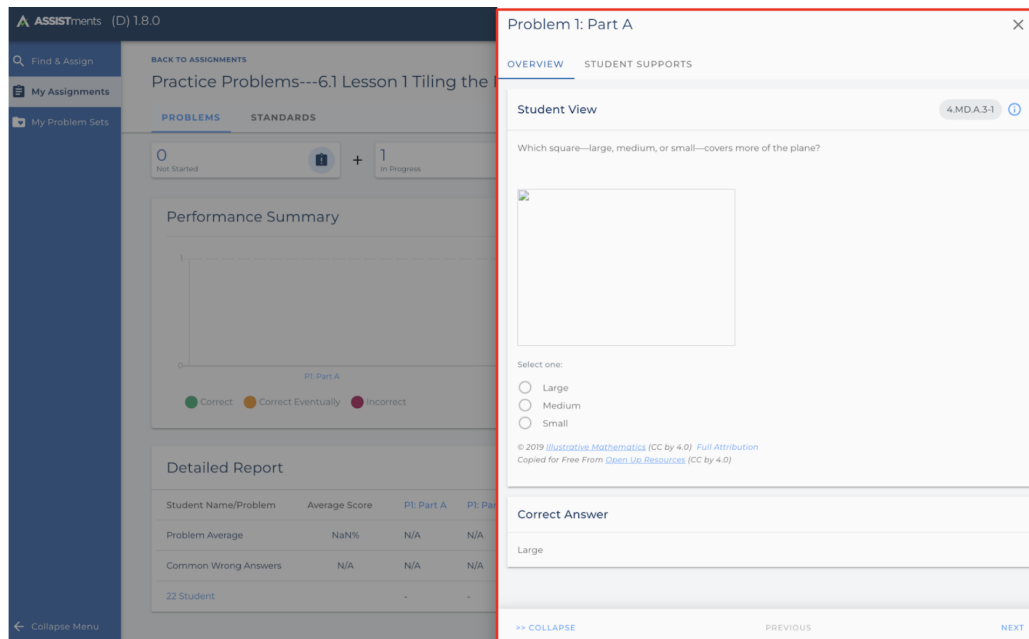 ASSISTments (D) 1.8.0
Find & Assign
My Assignments
My Problem Sets
Collapse Menu
BACK TO ASSIGNMENTS
Practice Problems---6.1 Lesson 1 Tiling the
PROBLEMS STANDARDS
0 + 1
Not Started In Progress
Performance Summary
1
0
P1 Part A
Correct Correct Eventually Incorrect
Detailed Report
Student Name/Problem Average Score P1: Part A P1: Par
Problem Average NaN% N/A N/A
Common Wrong Answers N/A N/A N/A
22 Student - -
Problem 1: Part A
OVERVIEW STUDENT SUPPORTS
Student View 4.MD.A.3-1
Which square—large, medium, or small—covers more of the plane?
Select one:
Large
Medium
Small
© 2019 Illustrative Mathematics (CC by 4.0) Full Attribution
Copied for Free From Open Up Resources (CC by 4.0)
Correct Answer
Large
>> COLLAPSE PREVIOUS NEXT